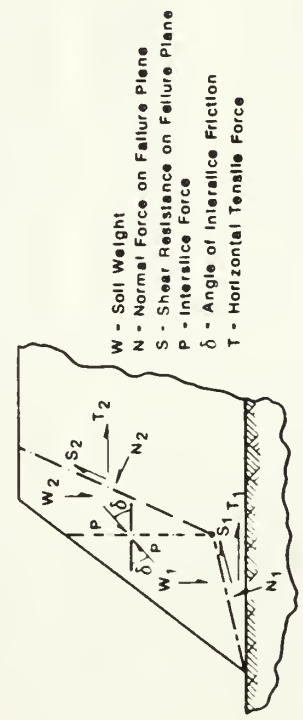 W - Soil Weight
N - Normal Force on Failure Plane
S - Shear Resistance on Failure Plane
P - Interslice Force
δ - Angle of Interslice Friction
T - Horizontal Tensile Force
W2
S2
T2
P
δ
N2
δ
P
W1
S1
T1
N1